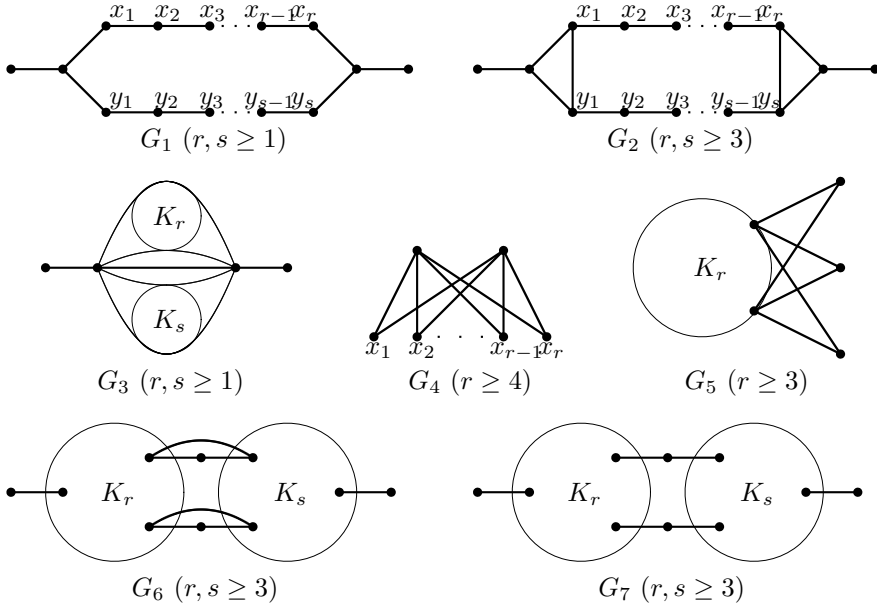 x₁ x₂ x₃ · · · xᵣ₋₁ xᵣ
y₁ y₂ y₃ · · · yₛ₋₁ yₛ
G₁ (r, s ≥ 1)
x₁ x₂ x₃ · · · xᵣ₋₁ xᵣ
y₁ y₂ y₃ · · · yₛ₋₁ yₛ
G₂ (r, s ≥ 3)
Kᵣ
Kₛ
G₃ (r, s ≥ 1)
x₁ x₂ · · · xᵣ₋₁ xᵣ
G₄ (r ≥ 4)
Kᵣ
G₅ (r ≥ 3)
Kᵣ Kₛ
G₆ (r, s ≥ 3)
Kᵣ Kₛ
G₇ (r, s ≥ 3)